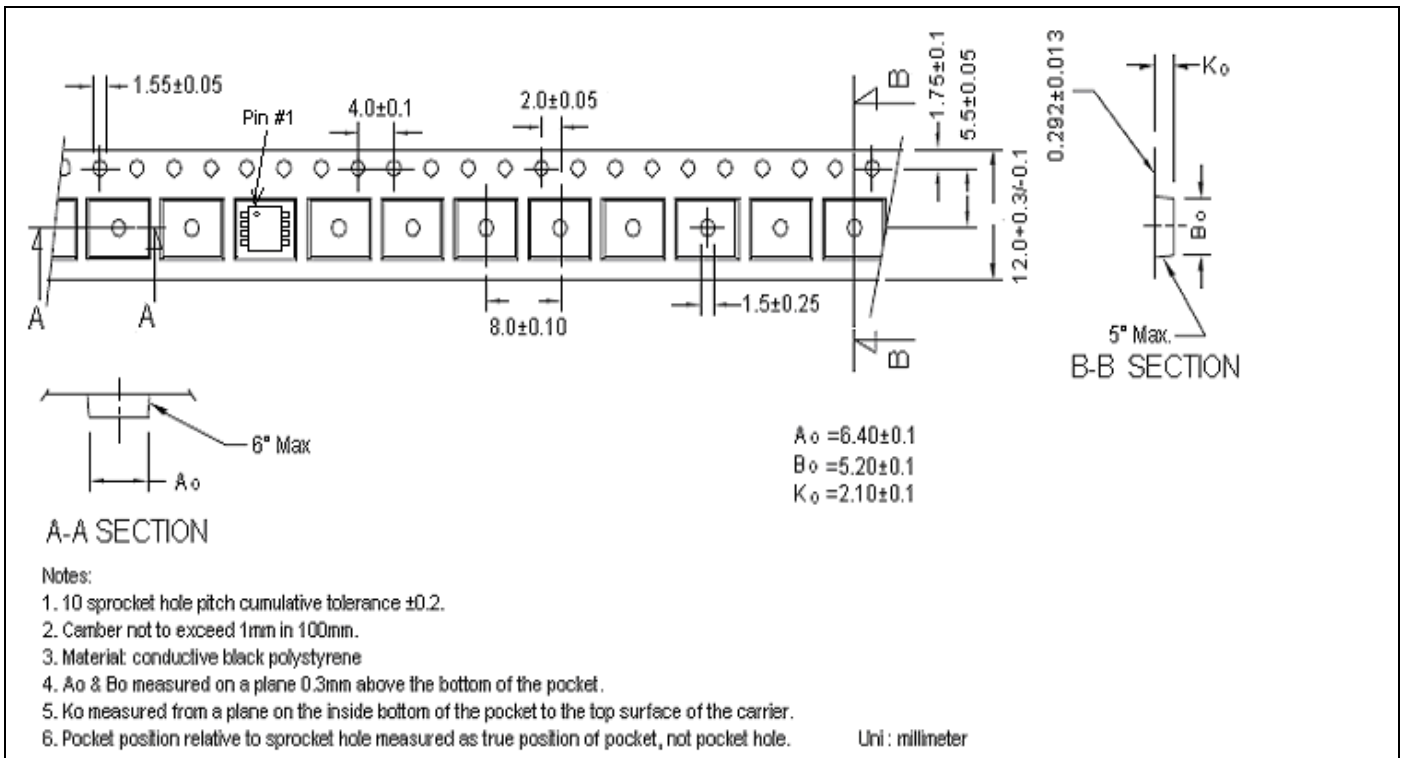 1.55±0.05
Pin #1
4.0±0.1
2.0±0.05
B
1.75±0.1
5.5±0.05
12.0+0.3/-0.1
0.292±0.013
Ko
Bo
5° Max.
B-B SECTION
A
A
8.0±0.10
1.5±0.25
B
6° Max
Ao
A-A SECTION
Ao =6.40±0.1
Bo =5.20±0.1
Ko =2.10±0.1
Notes:
1. 10 sprocket hole pitch cumulative tolerance ±0.2.
2. Camber not to exceed 1mm in 100mm.
3. Material: conductive black polystyrene
4. Ao & Bo measured on a plane 0.3mm above the bottom of the pocket.
5. Ko measured from a plane on the inside bottom of the pocket to the top surface of the carrier.
6. Pocket position relative to sprocket hole measured as true position of pocket, not pocket hole.
Uni : millimeter